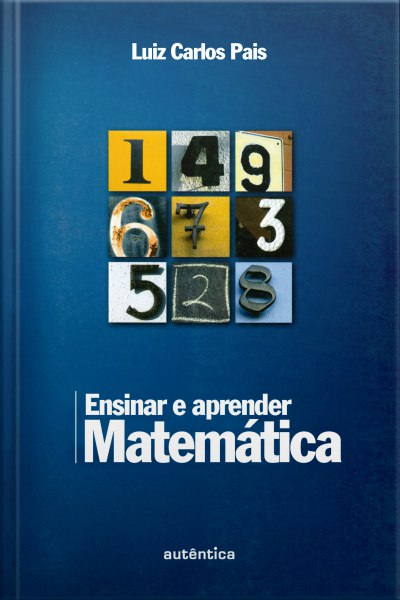 Luiz Carlos Pais
1 4 9
6 7 3
5 2 8
Ensinar e aprender
Matemática
autêntica